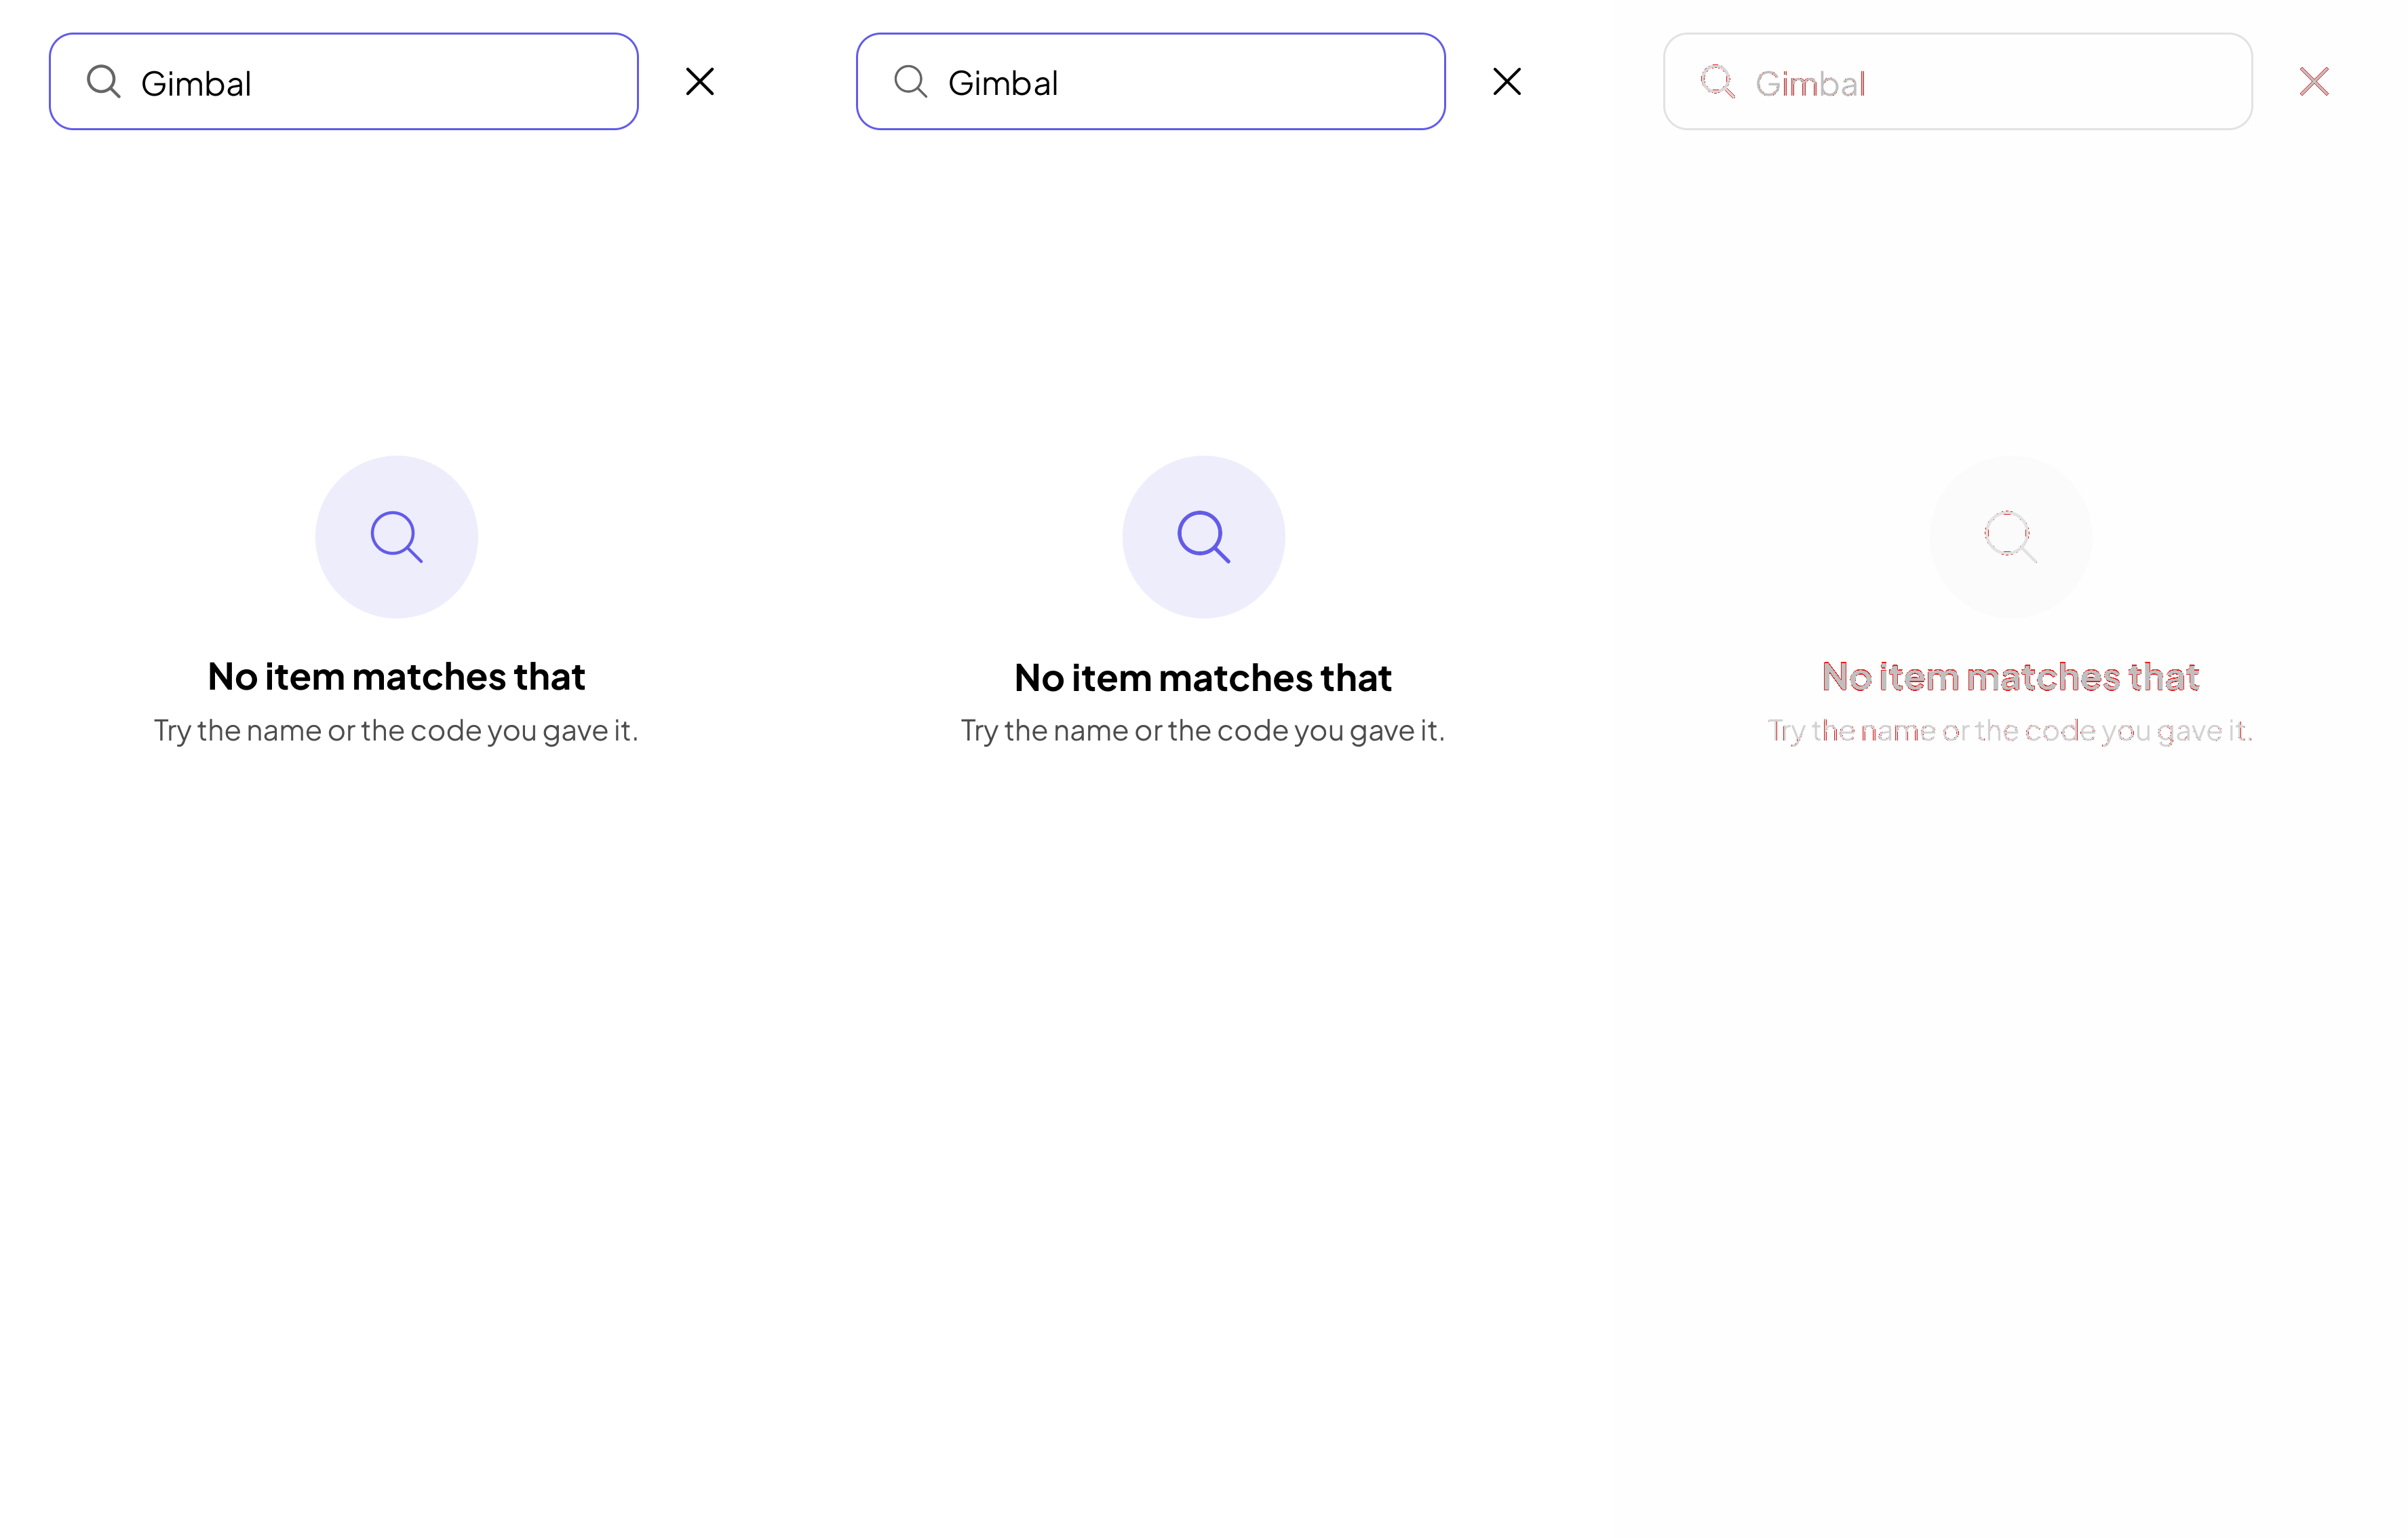 Gimbal
Gimbal
Gimbal
No item matches that
Try the name or the code you gave it.
No item matches that
Try the name or the code you gave it.
No item matches that
Try the name or the code you gave it.